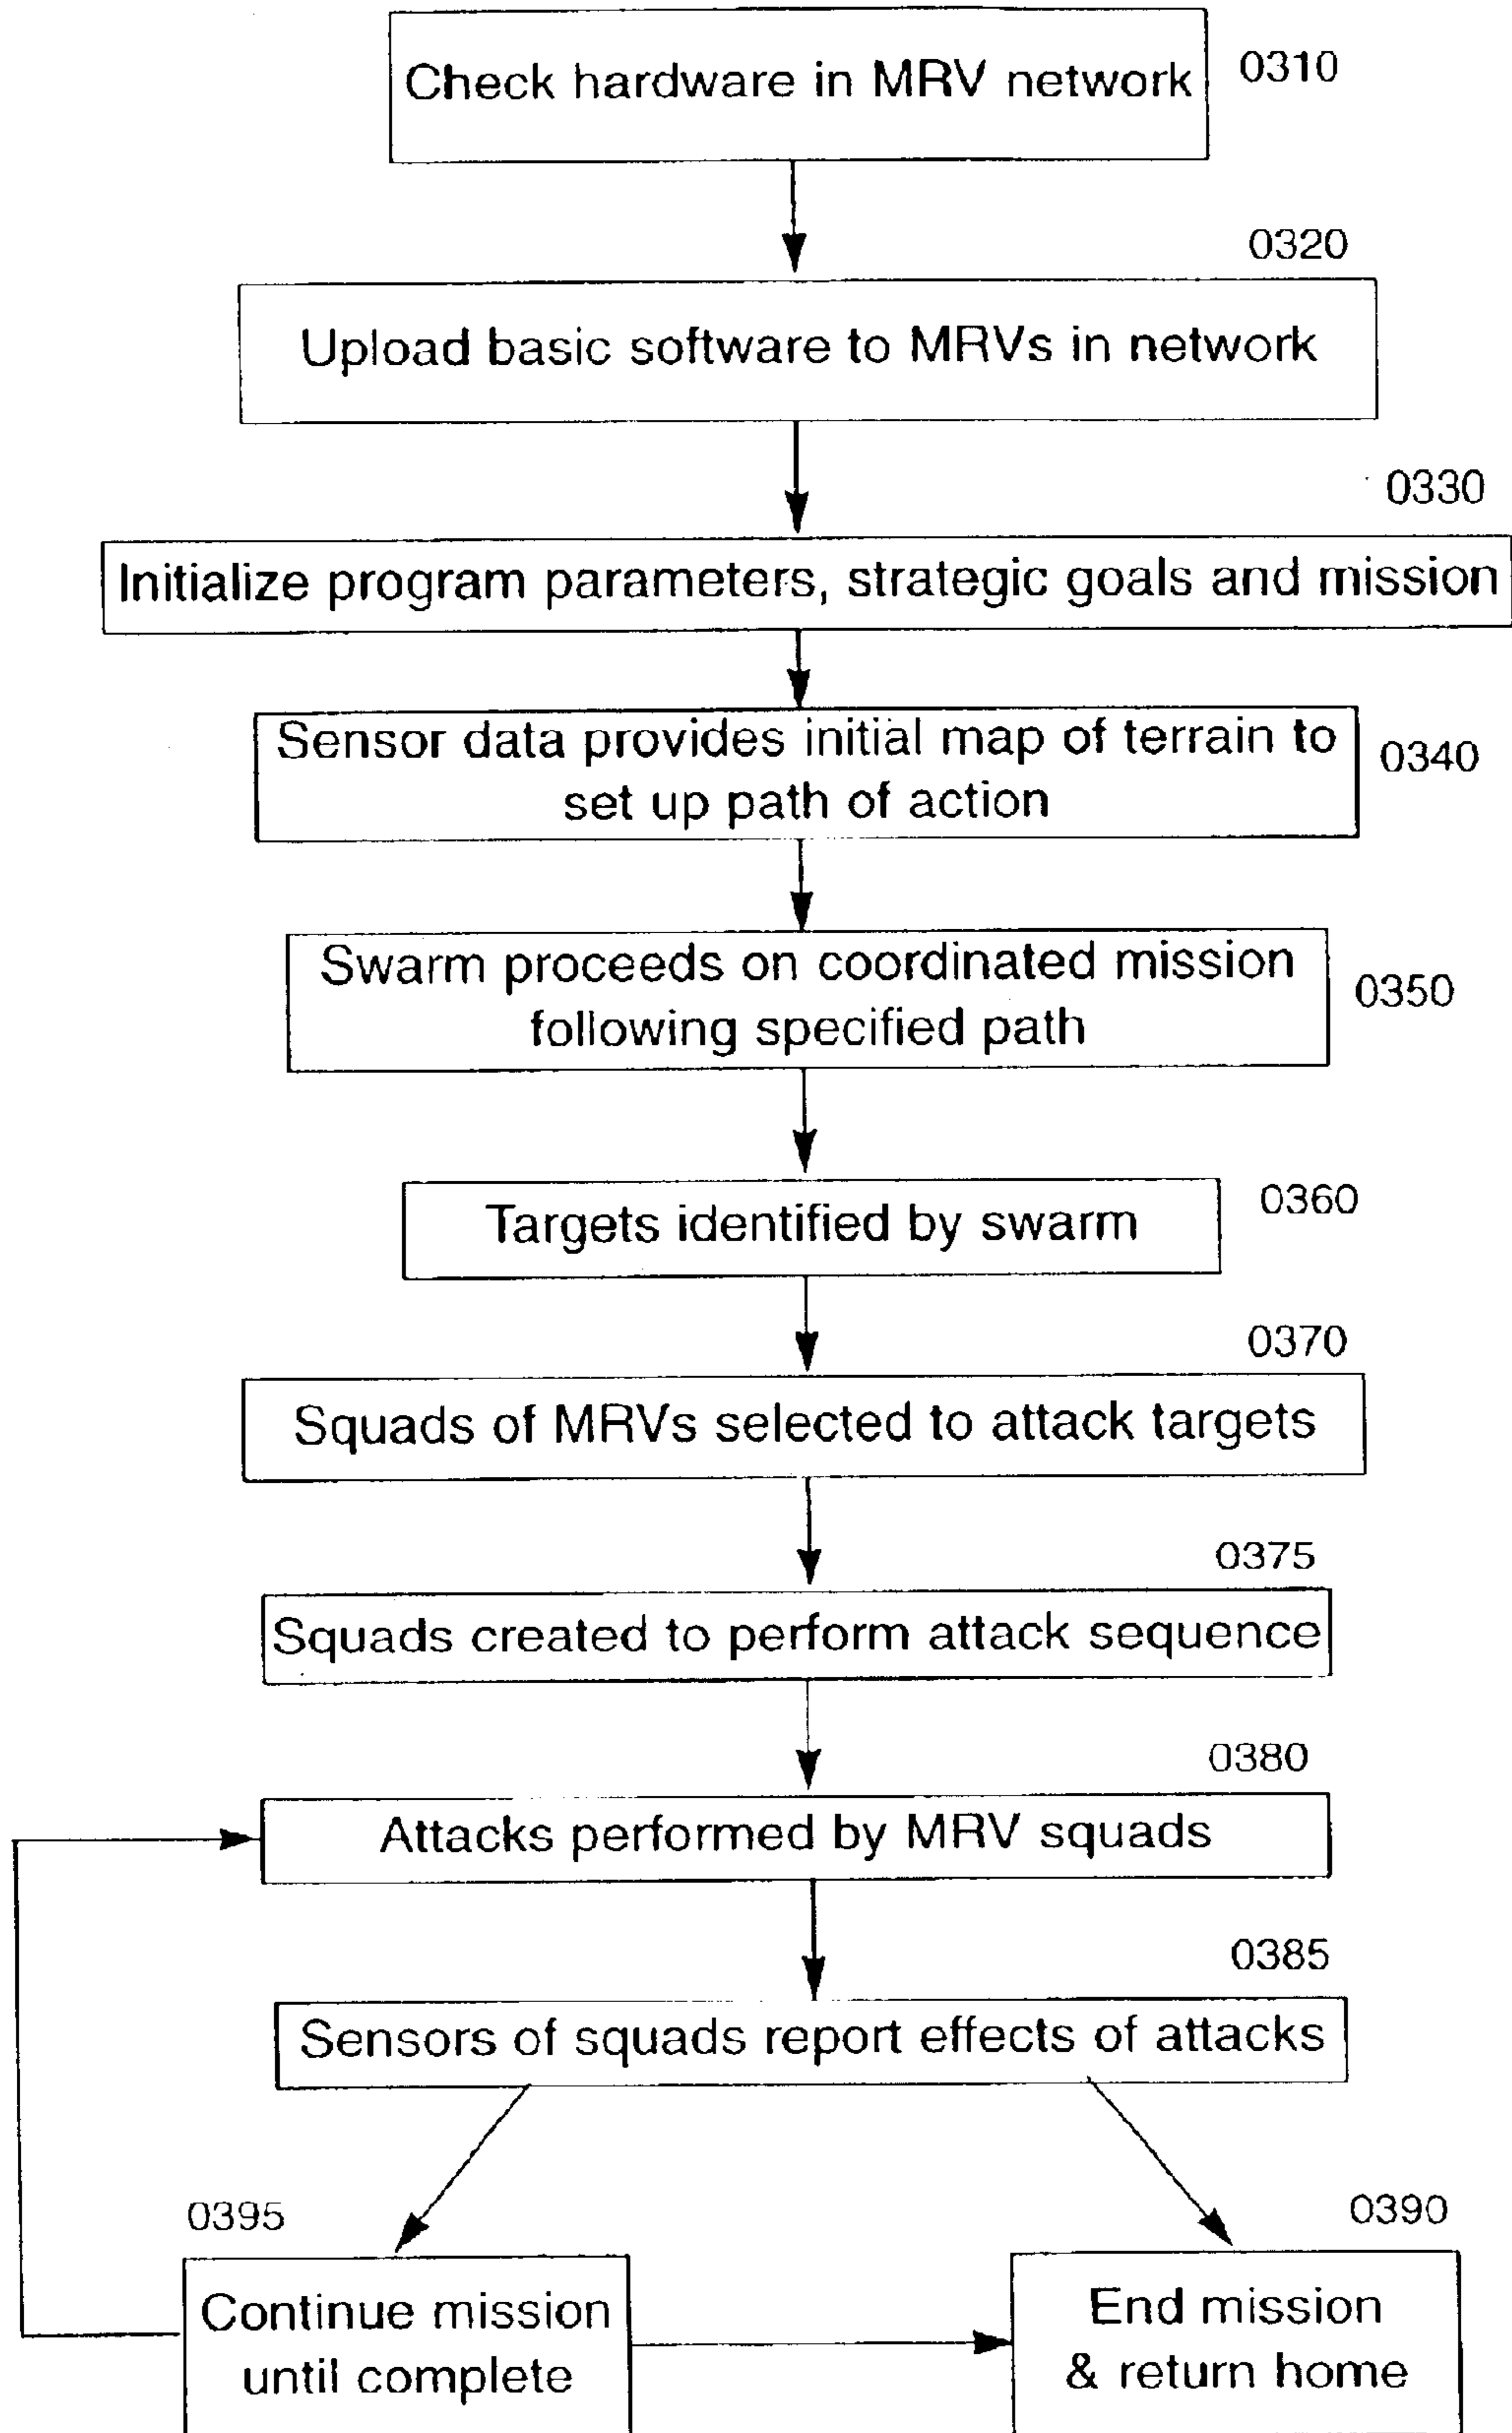 Check hardware in MRV network
0310
0320
Upload basic software to MRVs in network
0330
Initialize program parameters, strategic goals and mission
Sensor data provides initial map of terrain to
set up path of action
0340
Swarm proceeds on coordinated mission
following specified path
0350
Targets identified by swarm
0360
0370
Squads of MRVs selected to attack targets
0375
Squads created to perform attack sequence
0380
Attacks performed by MRV squads
0385
Sensors of squads report effects of attacks
0395
Continue mission
until complete
0390
End mission
& return home